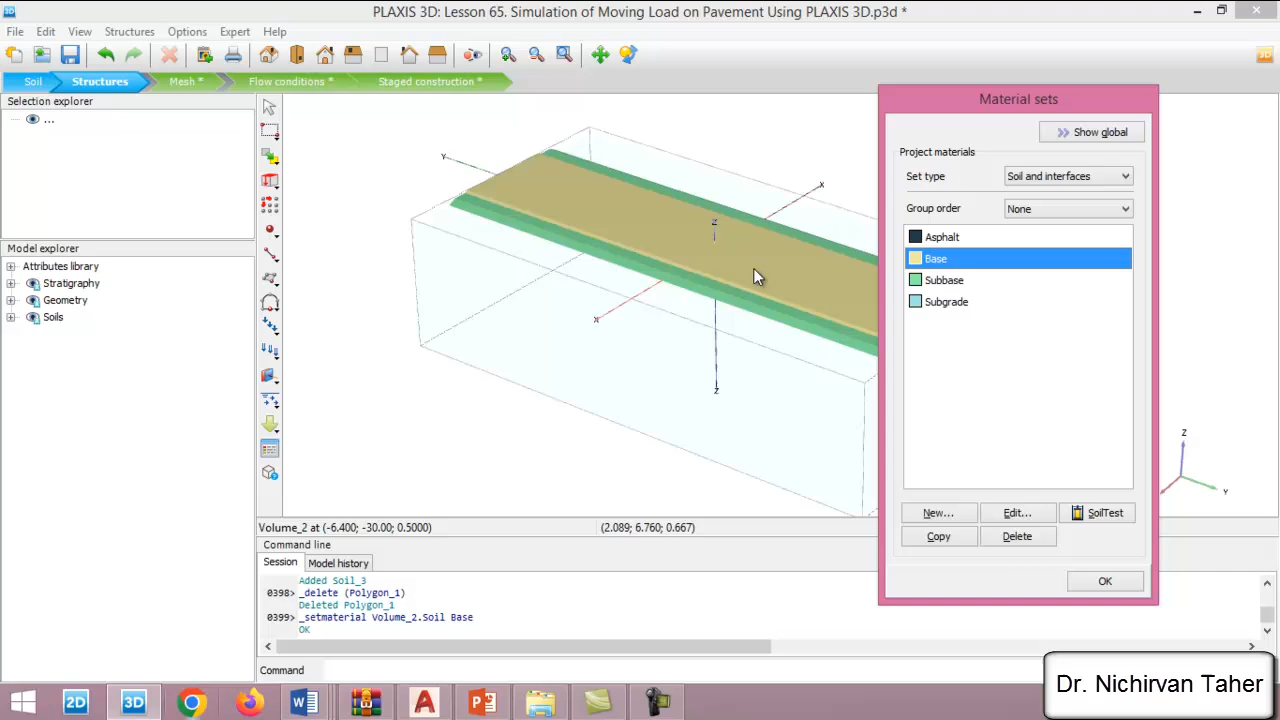 PLAXIS 3D: Lesson 65. Simulation of Moving Load on Pavement Using PLAXIS 3D.p3d *
File Edit View Structures Options Expert Help
Soil Structures Mesh * Flow conditions * Staged construction *
Selection explorer
...
Model explorer
Attributes library
Stratigraphy
Geometry
Soils
Y
X
Z
X
Z
Z
Y
Material sets
Show global
Project materials
Set type Soil and interfaces
Group order None
Asphalt
Base
Subbase
Subgrade
New... Edit... SoilTest
Copy Delete
OK
Volume_2 at (-6.400; -30.00; 0.5000) (2.089; 6.760; 0.667)
Command line
Session Model history
Added Soil_3
0398> _delete (Polygon_1)
Deleted Polygon_1
0399> _setmaterial Volume_2.Soil Base
OK
Command
2D 3D
Dr. Nichirvan Taher